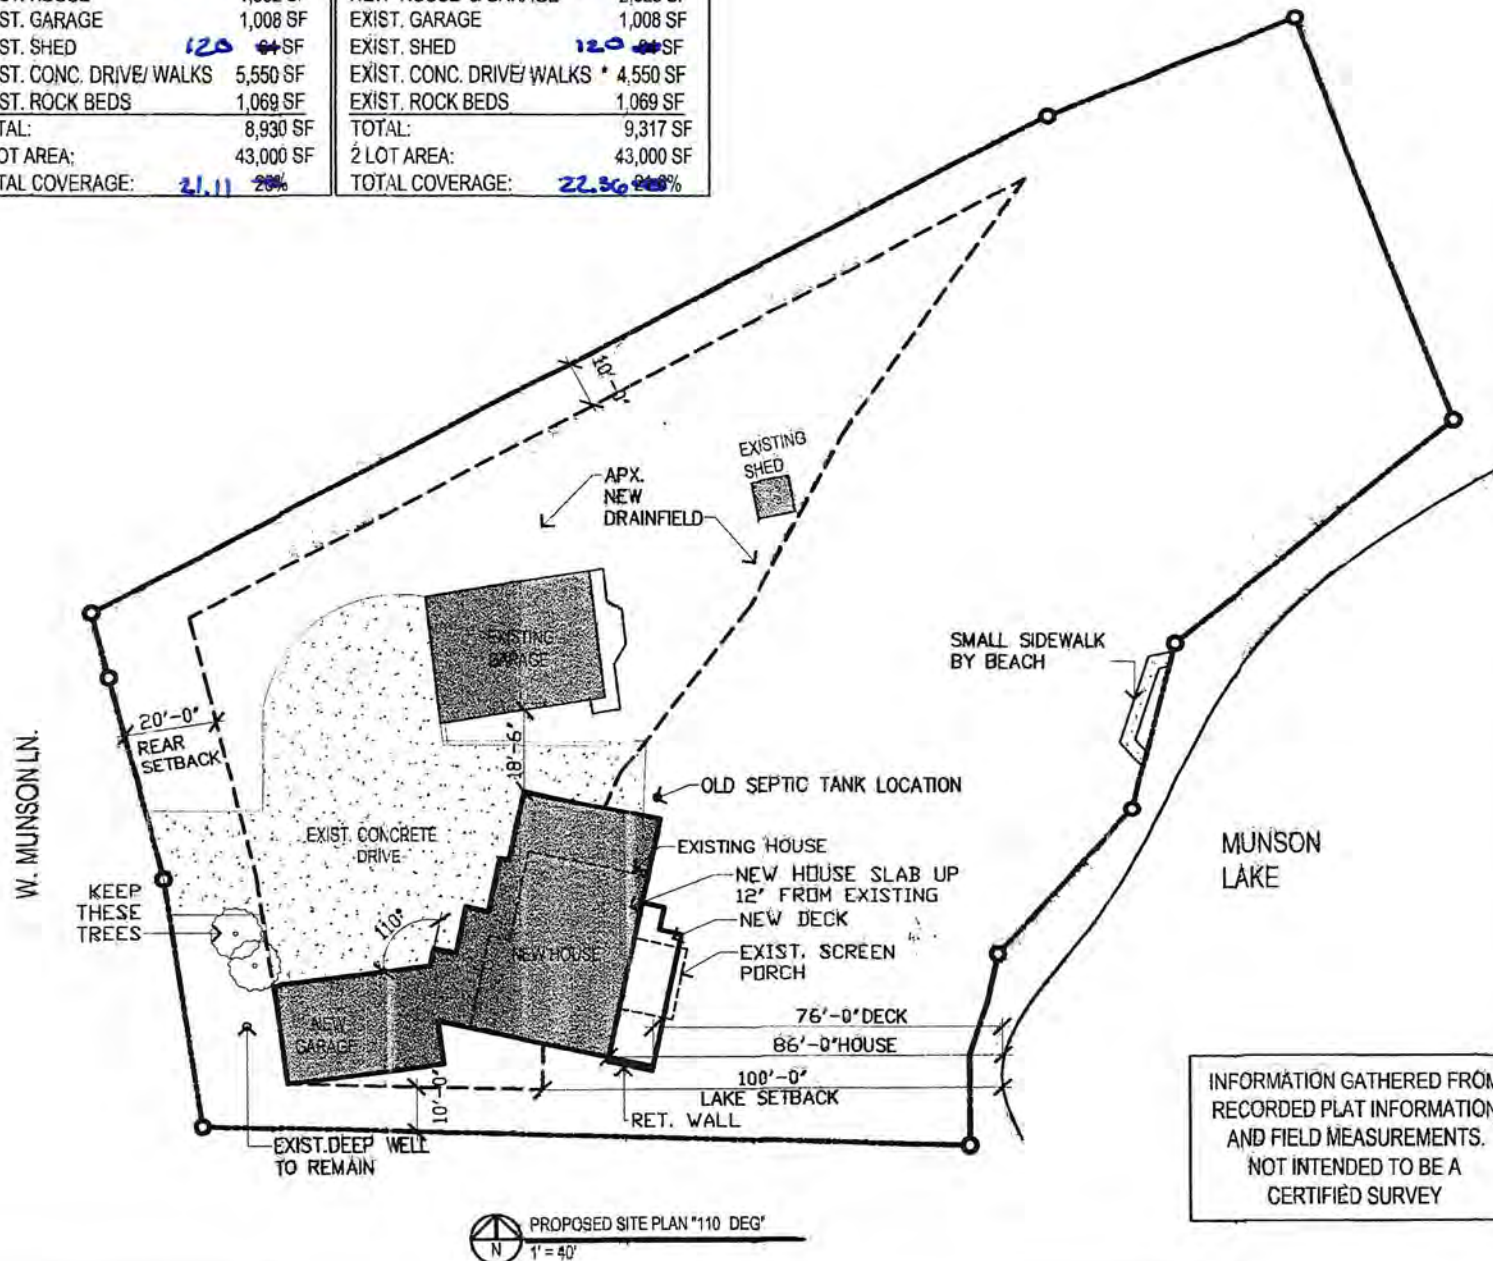 EXIST. GARAGE 1,008 SF
EXIST. SHED 120 SF
EXIST. CONC. DRIVE/ WALKS * 4,550 SF
EXIST. ROCK BEDS 1,069 SF
TOTAL: 9,317 SF
2 LOT AREA: 43,000 SF
TOTAL COVERAGE: 22.36 %
ST. GARAGE 1,008 SF
ST. SHED 120 64 SF
ST. CONC. DRIVE/ WALKS 5,550 SF
ST. ROCK BEDS 1,069 SF
TAL: 8,930 SF
OT AREA: 43,000 SF
TAL COVERAGE: 21.11 20%
10'-0"
EXISTING
SHED
APX.
NEW
DRAINFIELD
EXISTING
GARAGE
SMALL SIDEWALK
BY BEACH
20'-0"
REAR
SETBACK
W. MUNSON LN.
18'-6"
OLD SEPTIC TANK LOCATION
EXIST. CONCRETE
DRIVE
EXISTING HOUSE
NEW HOUSE SLAB UP
12" FROM EXISTING
NEW DECK
EXIST. SCREEN
PORCH
MUNSON
LAKE
KEEP
THESE
TREES
110°
NEW HOUSE
NEW
GARAGE
76'-0" DECK
86'-0" HOUSE
100'-0"
LAKE SETBACK
10'-0"
RET. WALL
EXIST. DEEP WELL
TO REMAIN
INFORMATION GATHERED FROM
RECORDED PLAT INFORMATION
AND FIELD MEASUREMENTS.
NOT INTENDED TO BE A
CERTIFIED SURVEY
N
PROPOSED SITE PLAN "110 DEG"
1" = 40'